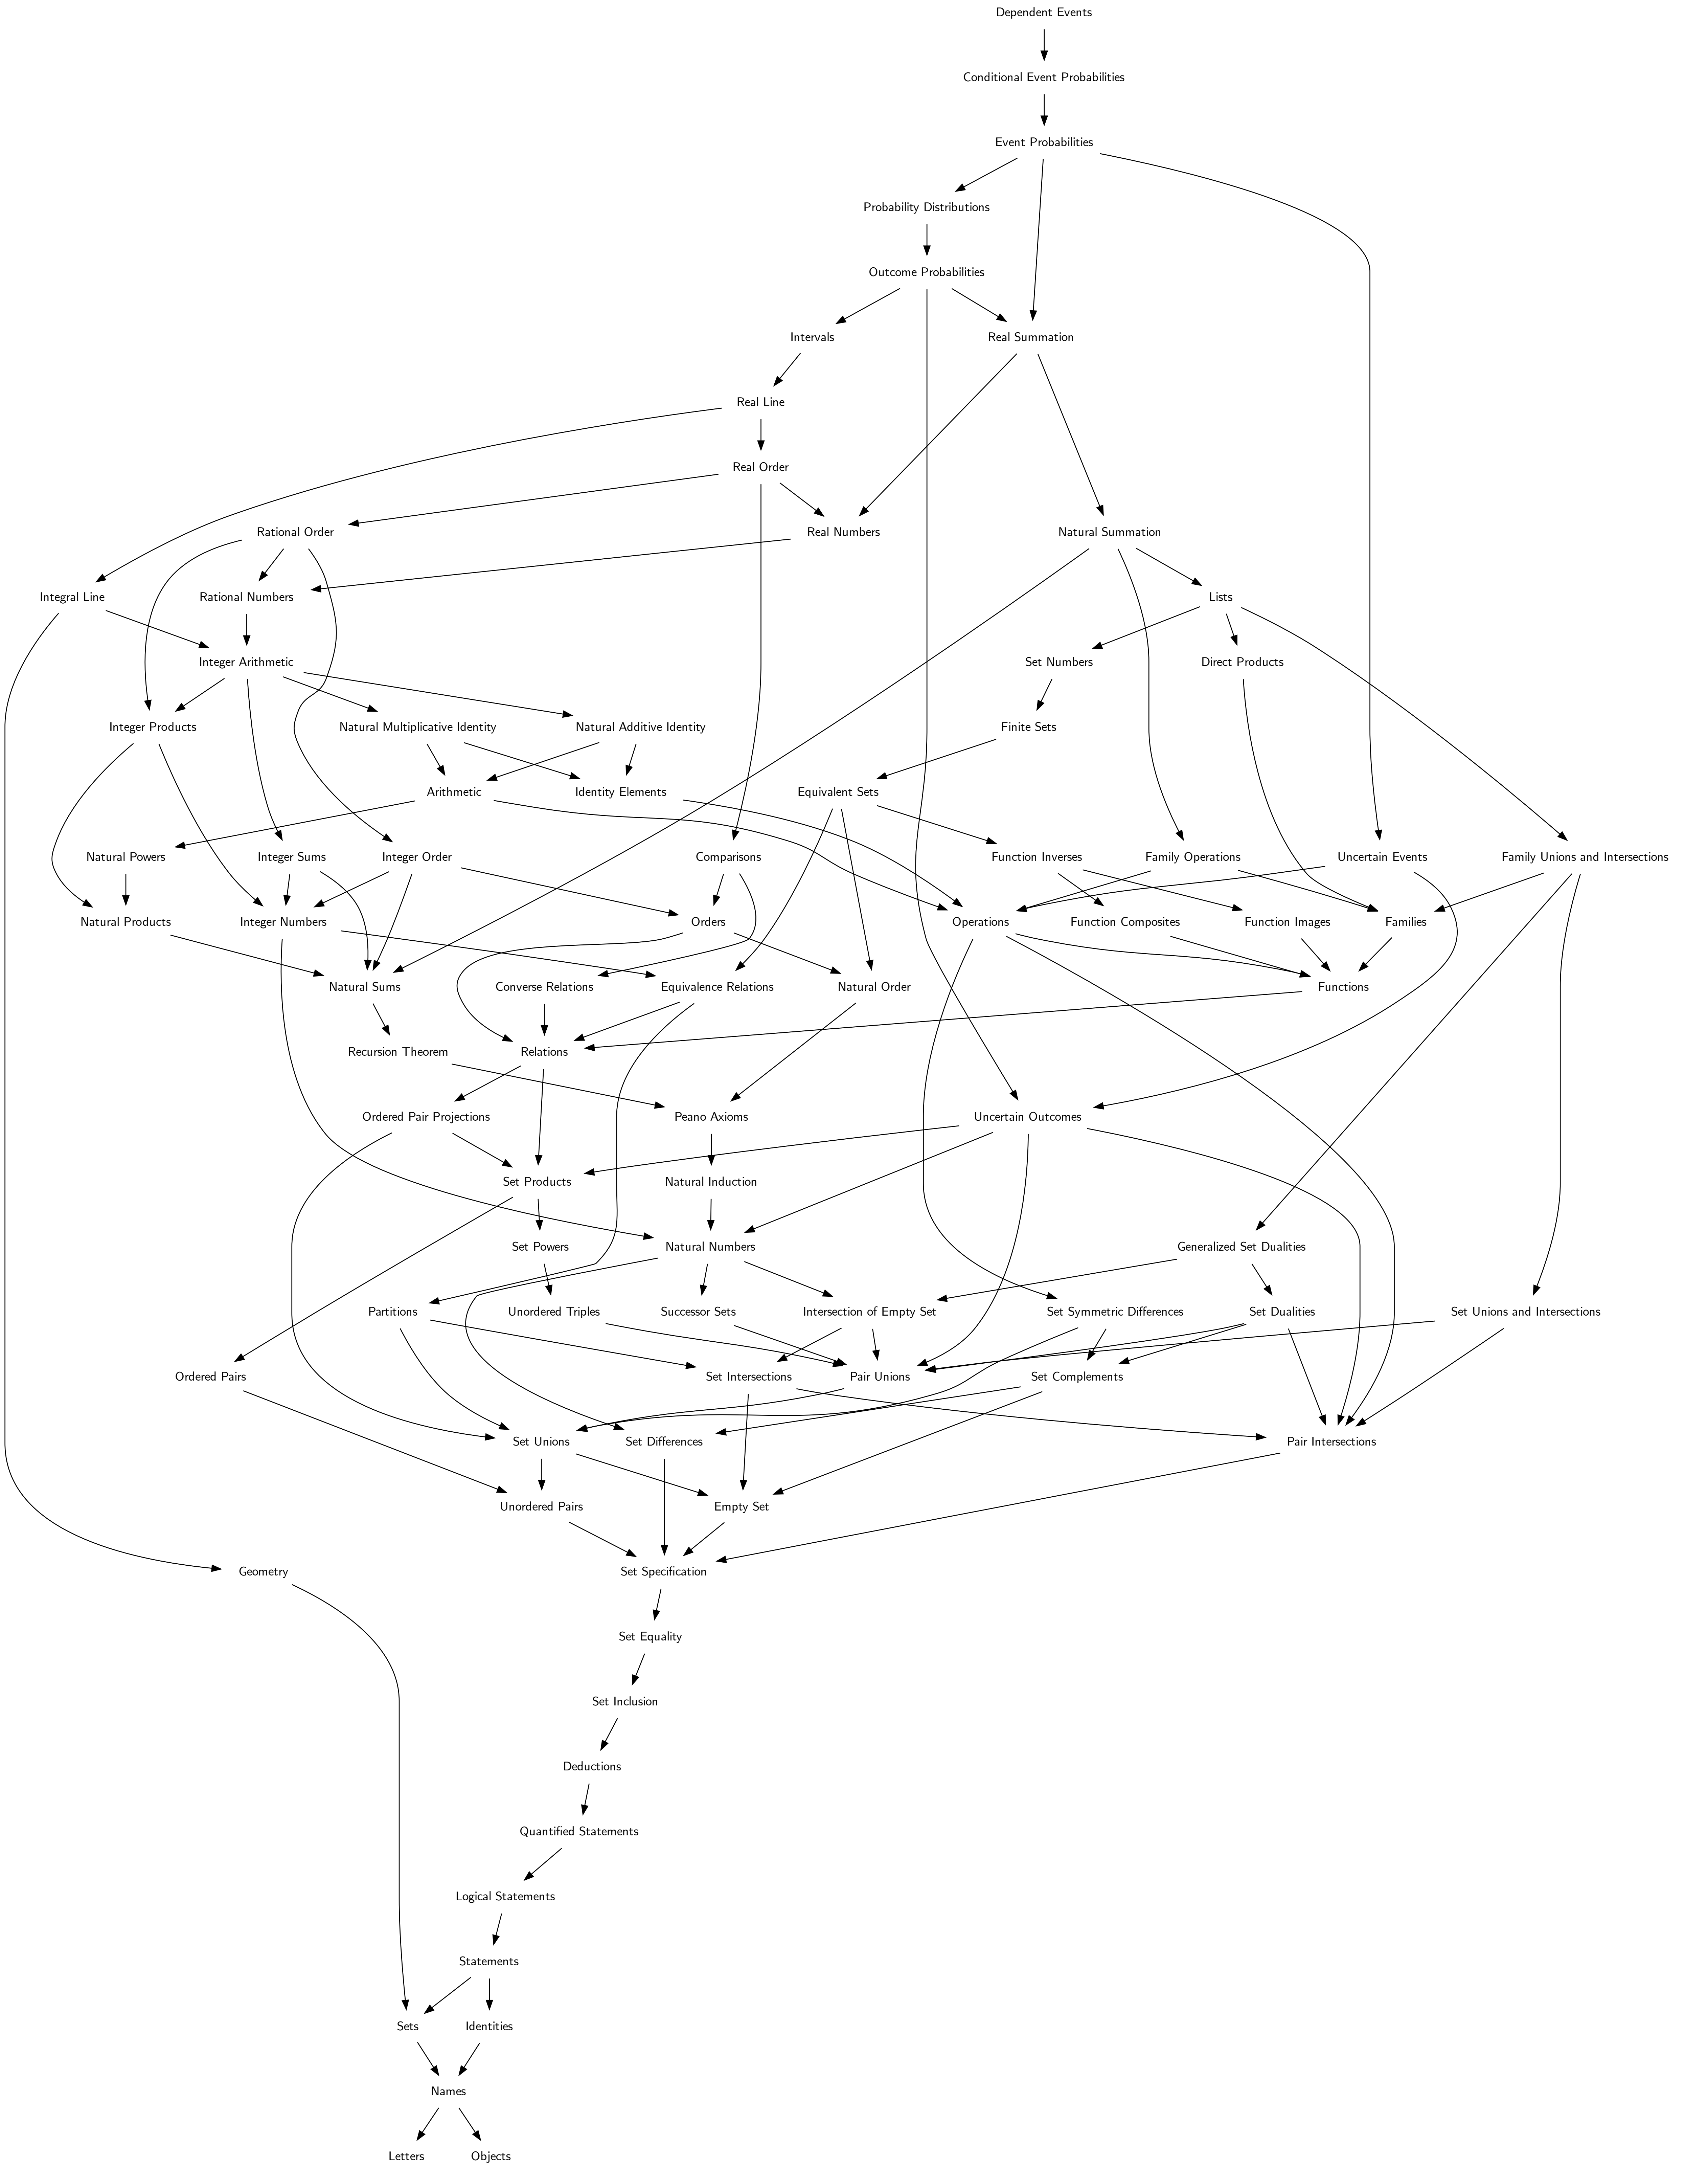 Dependent Events
Conditional Event Probabilities
Event Probabilities
Probability Distributions
Outcome Probabilities
Intervals
Real Summation
Real Line
Real Order
Rational Order
Real Numbers
Natural Summation
Integral Line
Rational Numbers
Lists
Integer Arithmetic
Set Numbers
Direct Products
Integer Products
Natural Multiplicative Identity
Natural Additive Identity
Finite Sets
Arithmetic
Identity Elements
Equivalent Sets
Natural Powers
Integer Sums
Integer Order
Comparisons
Function Inverses
Family Operations
Uncertain Events
Family Unions and Intersections
Natural Products
Integer Numbers
Orders
Operations
Function Composites
Function Images
Families
Natural Sums
Converse Relations
Equivalence Relations
Natural Order
Functions
Recursion Theorem
Relations
Ordered Pair Projections
Peano Axioms
Uncertain Outcomes
Set Products
Natural Induction
Set Powers
Natural Numbers
Generalized Set Dualities
Partitions
Unordered Triples
Successor Sets
Intersection of Empty Set
Set Symmetric Differences
Set Dualities
Set Unions and Intersections
Ordered Pairs
Set Intersections
Pair Unions
Set Complements
Set Unions
Set Differences
Pair Intersections
Unordered Pairs
Empty Set
Geometry
Set Specification
Set Equality
Set Inclusion
Deductions
Quantified Statements
Logical Statements
Statements
Sets
Identities
Names
Letters
Objects